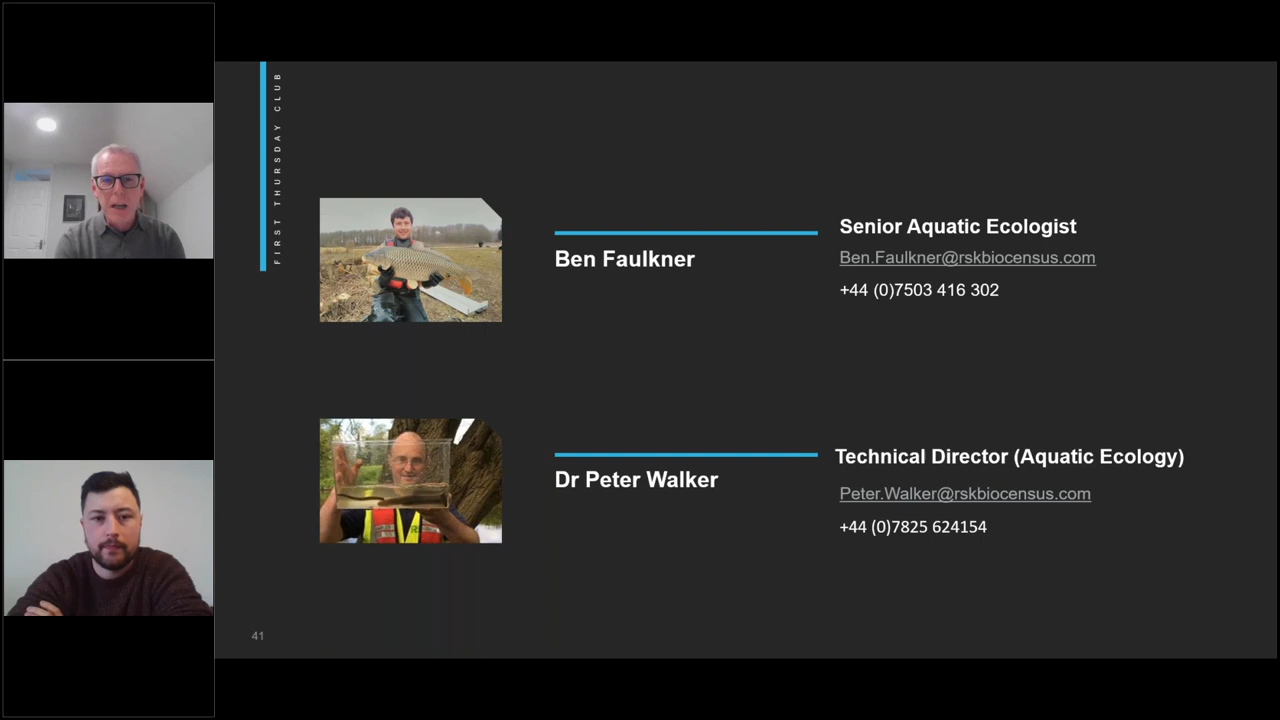 FIRST THURSDAY CLUB
Ben Faulkner
Senior Aquatic Ecologist
Ben.Faulkner@rskbiocensus.com
+44 (0)7503 416 302
Dr Peter Walker
Technical Director (Aquatic Ecology)
Peter.Walker@rskbiocensus.com
+44 (0)7825 624154
41